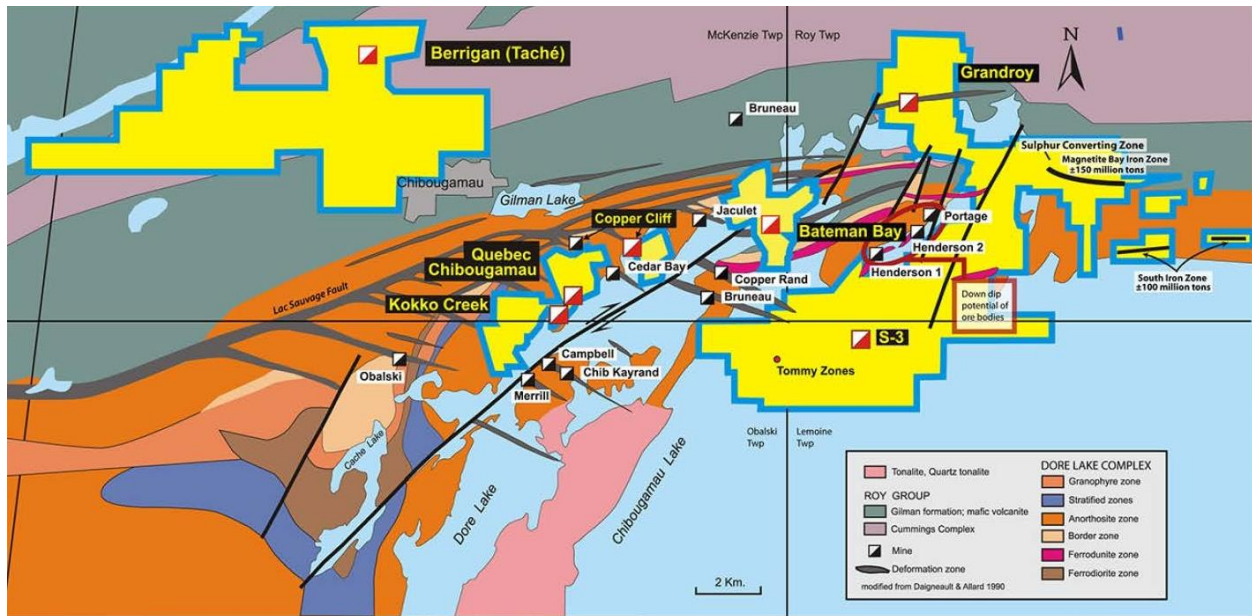 McKenzie Twp
Roy Twp
N
Berrigan (Taché)
Grandroy
Bruneau
Sulphur Converting Zone
Magnetite Bay Iron Zone
±150 million tons
Chibougamau
Gilman Lake
Copper Cliff
Jaculet
Bateman Bay
Portage
Henderson 2
Henderson 1
Quebec
Chibougamau
Cedar Bay
Copper Rand
Bruneau
South Iron Zone
±100 million tons
Kokko Creek
Lac Sauvage Fault
Down dip
potential of
ore bodies
S-3
Tommy Zones
Obalski
Campbell
Chib Kayrand
Merrill
Cache Lake
Dore Lake
Chibougamau Lake
Obalski
Twp
Lemoine
Twp
2 Km.
Tonalite, Quartz tonalite
ROY GROUP
Gilman formation; mafic volcanite
Cummings Complex
Mine
Deformation zone
modified from Daigneault & Allard 1990
DORE LAKE COMPLEX
Granophyre zone
Stratified zones
Anorthosite zone
Border zone
Ferrodunite zone
Ferrodiorite zone